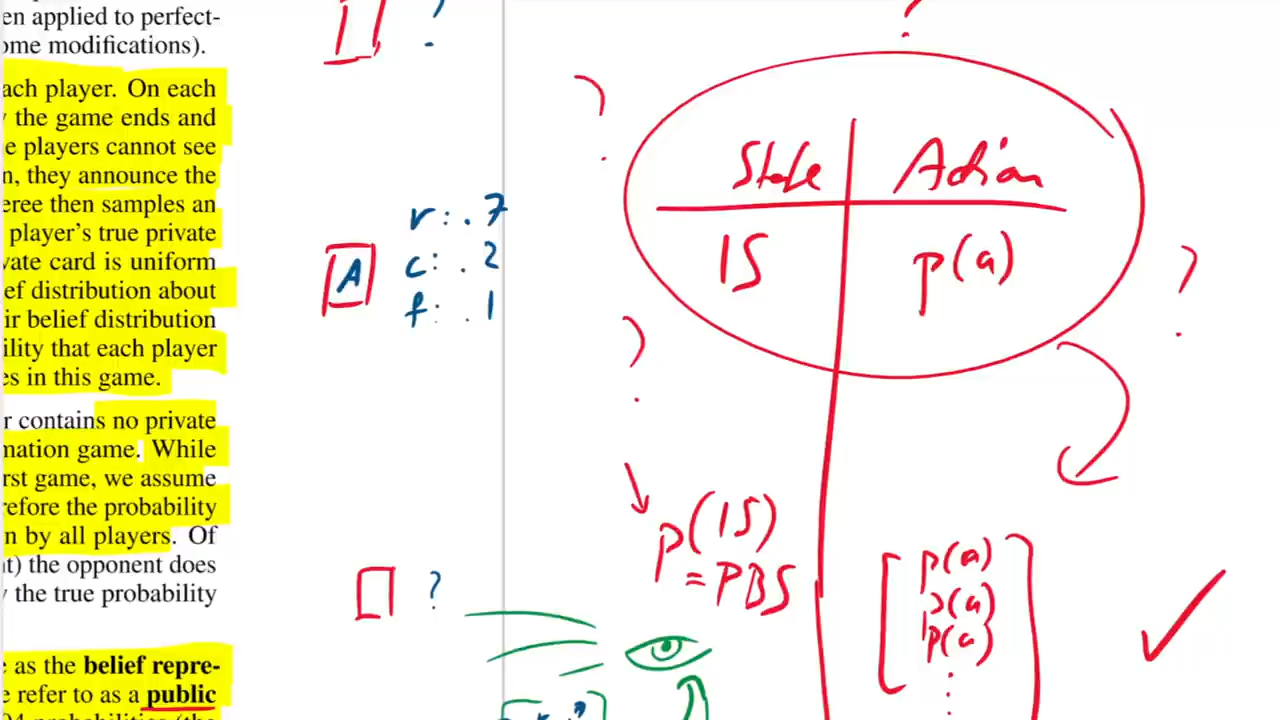 en applied to perfect-
ome modifications).
ach player. On each
the game ends and
e players cannot see
n, they announce the
eree then samples an
player's true private
vate card is uniform
ef distribution about
ir belief distribution
ility that each player
es in this game.
r contains no private
mation game. While
rst game, we assume
refore the probability
n by all players. Of
t) the opponent does
the true probability
e as the belief repre-
e refer to as a public
?
A
r: .7
c: .2
f: .1
?
?
?
State Action
IS p(a)
?
?
p(IS)
= PBS
p(a)
p(a)
p(a)